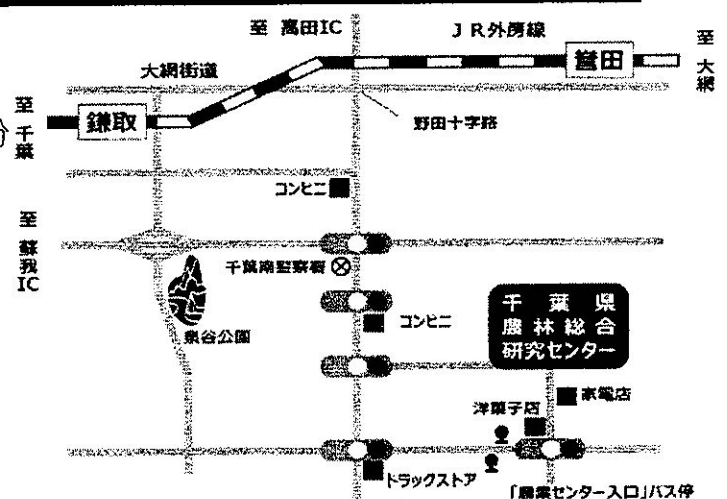 至 高田IC
JR外房線
至 大網
大網街道
誉田
至 千葉
鎌取
野田十字路
コンビニ
至 蘇我IC
千葉南警察署
泉谷公園
コンビニ
千葉県
農林総合
研究センター
家電店
洋菓子店
ドラックストア
「農業センター入口」バス停